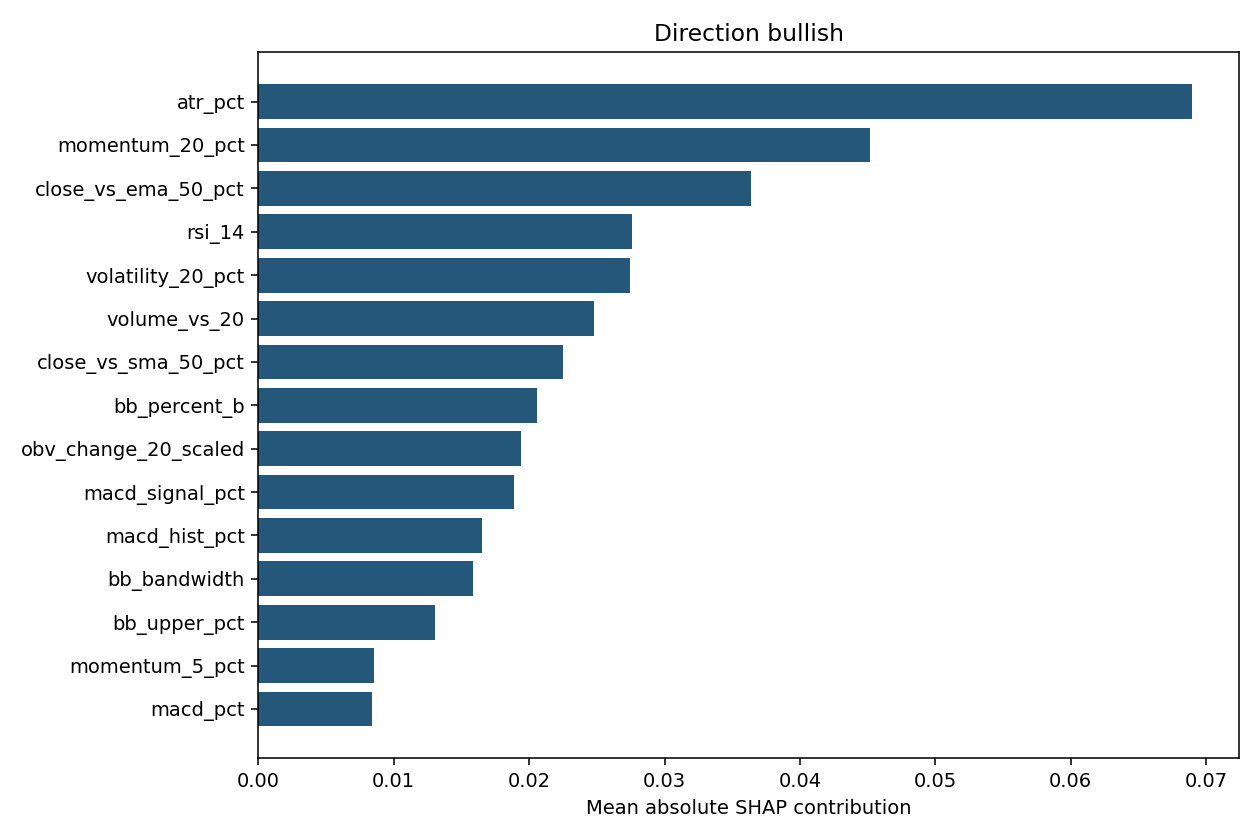 Direction bullish
atr_pct
momentum_20_pct
close_vs_ema_50_pct
rsi_14
volatility_20_pct
volume_vs_20
close_vs_sma_50_pct
bb_percent_b
obv_change_20_scaled
macd_signal_pct
macd_hist_pct
bb_bandwidth
bb_upper_pct
momentum_5_pct
macd_pct
0.00 0.01 0.02 0.03 0.04 0.05 0.06 0.07
Mean absolute SHAP contribution